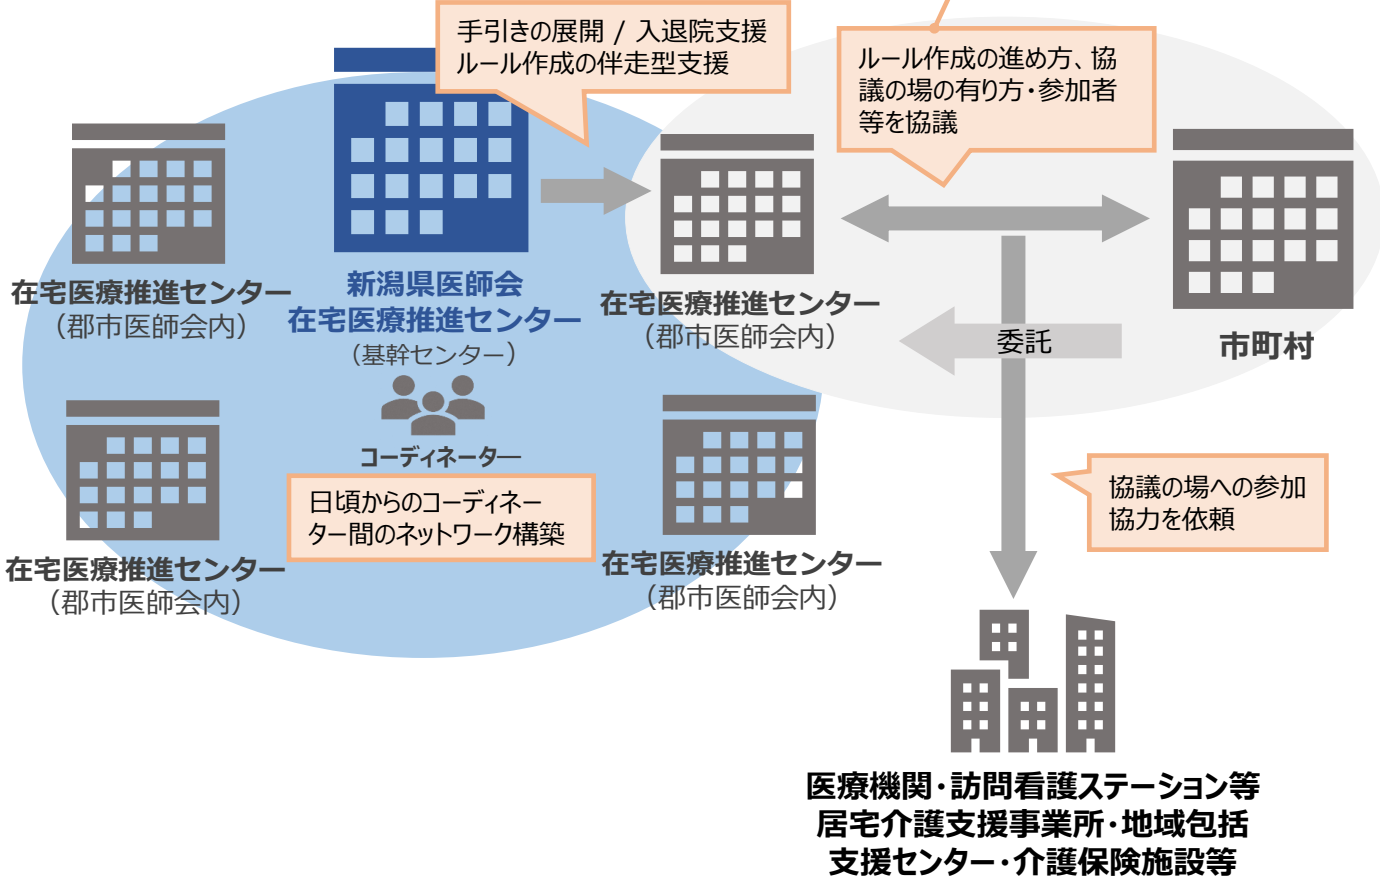 手引きの展開 / 入退院支援
ルール作成の伴走型支援
ルール作成の進め方、協
議の場の有り方・参加者
等を協議
在宅医療推進センター
（郡市医師会内）
新潟県医師会
在宅医療推進センター
（基幹センター）
在宅医療推進センター
（郡市医師会内）
委託
市町村
コーディネーター
日頃からのコーディネー
ター間のネットワーク構築
協議の場への参加
協力を依頼
在宅医療推進センター
（郡市医師会内）
在宅医療推進センター
（郡市医師会内）
医療機関・訪問看護ステーション等
居宅介護支援事業所・地域包括
支援センター・介護保険施設等